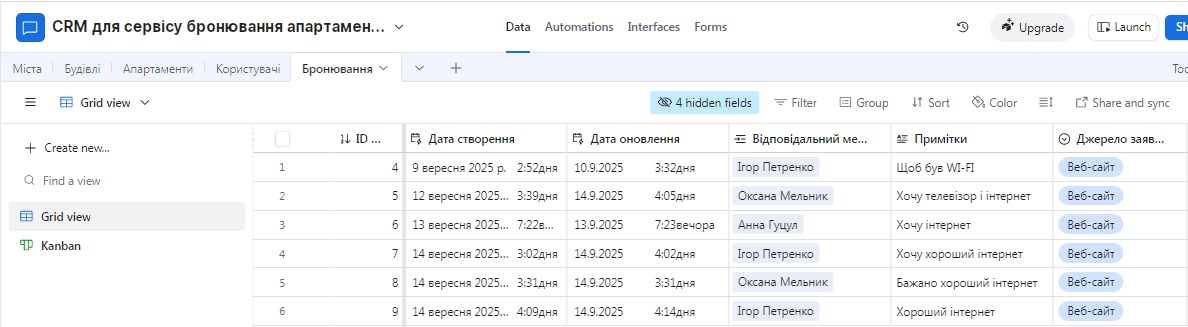 CRM для сервісу бронювання апартамен...
Data Automations Interfaces Forms
Upgrade Launch Sh
Міста Будівлі Апартаменти Користувачі Бронювання
Grid view 4 hidden fields Filter Group Sort Color Share and sync
Create new...
Find a view
Grid view
Kanban
ID ... Дата створення Дата оновлення Відповідальний ме... Примітки Джерело заяв...
1 4 9 вересня 2025 р. 2:52дня 10.9.2025 3:32дня Ігор Петренко Щоб був WI-FI Веб-сайт
2 5 12 вересня 2025... 3:39дня 14.9.2025 4:05дня Оксана Мельник Хочу телевізор і інтернет Веб-сайт
3 6 13 вересня 2025... 7:22в... 13.9.2025 7:23вечора Анна Гуцул Хочу інтернет Веб-сайт
4 7 14 вересня 2025... 3:02дня 14.9.2025 4:02дня Ігор Петренко Хочу хороший інтернет Веб-сайт
5 8 14 вересня 2025... 3:31дня 14.9.2025 3:31дня Оксана Мельник Бажано хороший інтернет Веб-сайт
6 9 14 вересня 2025... 4:09дня 14.9.2025 4:14дня Ігор Петренко Хороший інтернет Веб-сайт